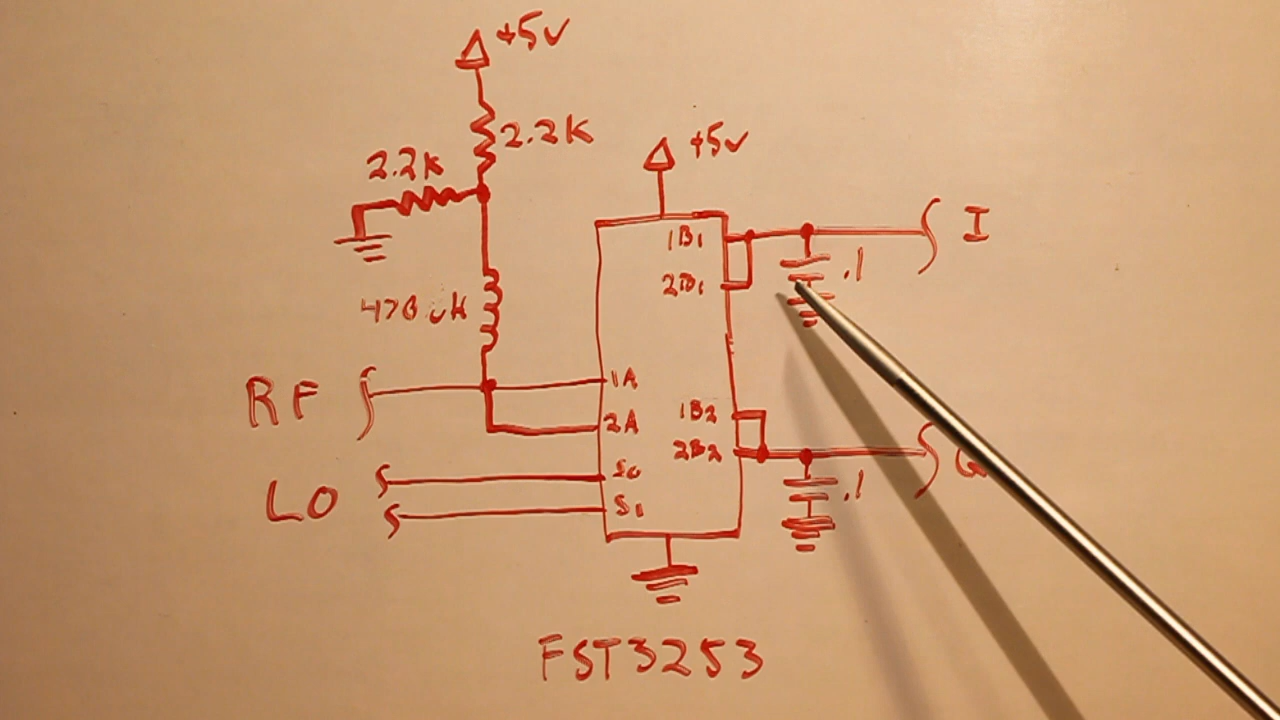 +5v
2.2K
2.2K
+5v
1B1
I
2B1
.1
RF
1A
2A
1B2
2B2
LO
S0
S1
.1
FST3253